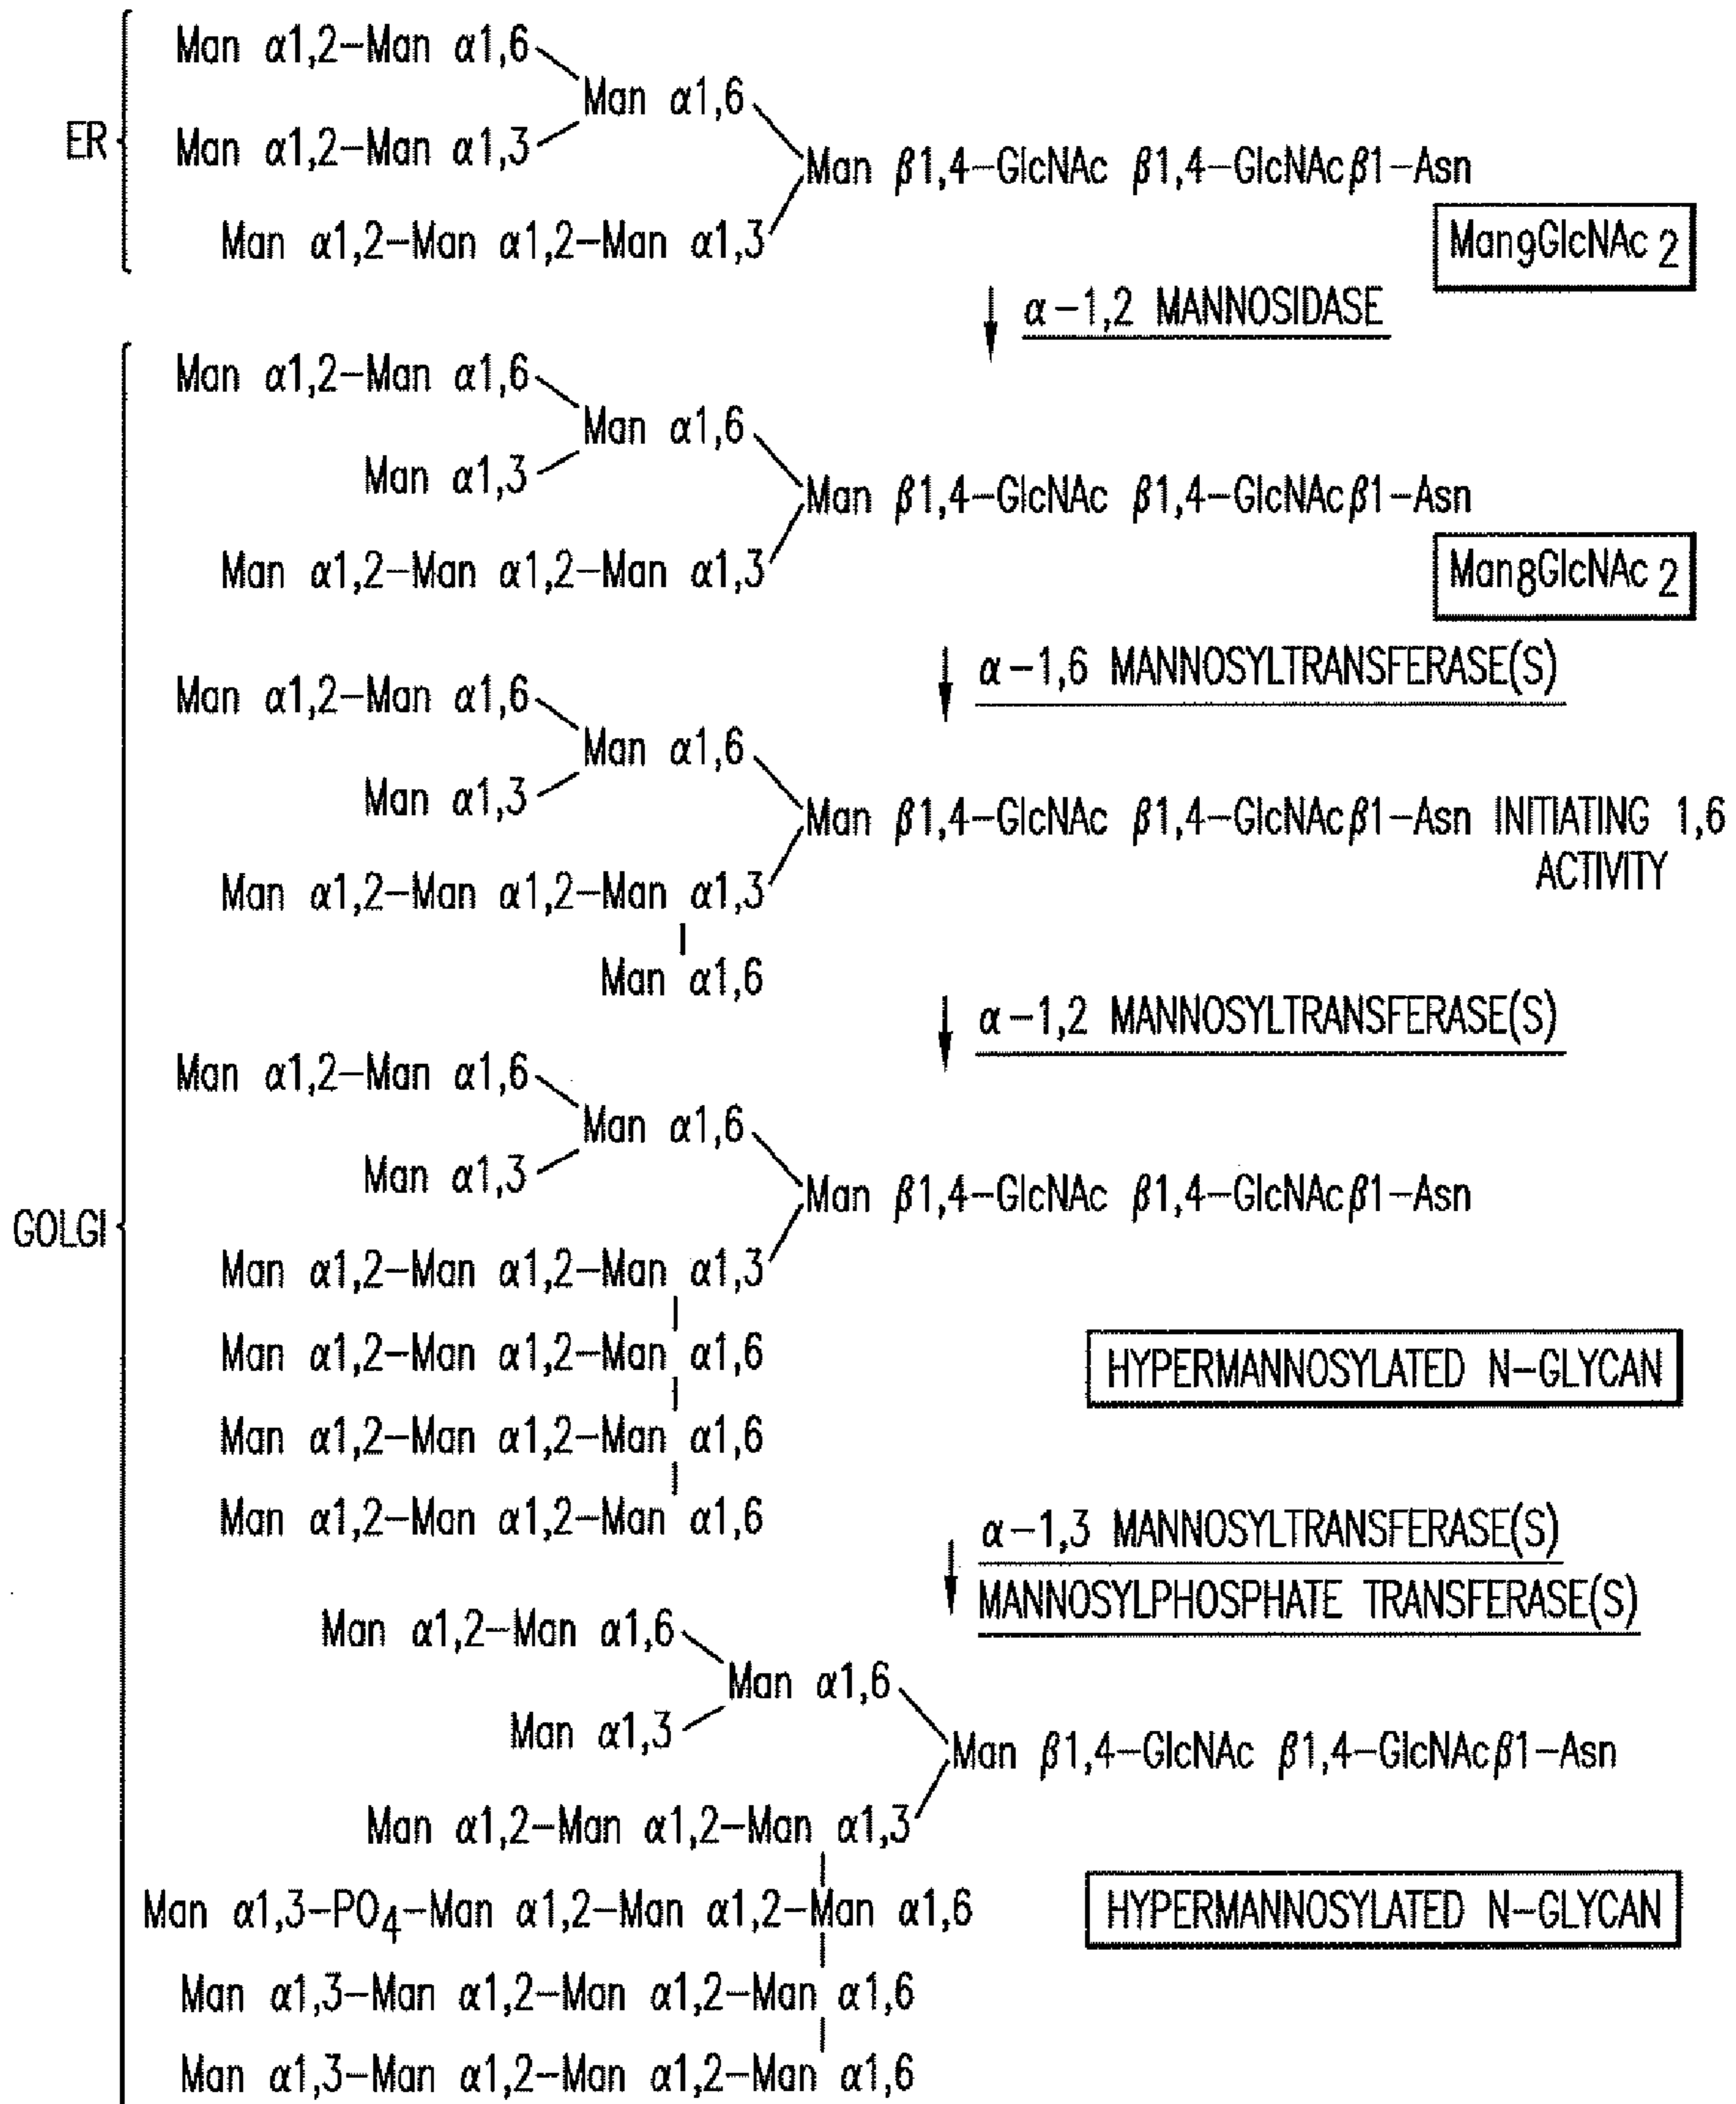 Man α1,2–Man α1,6
Man α1,6
ER
Man α1,2–Man α1,3
Man β1,4–GlcNAc β1,4–GlcNAcβ1–Asn
Man α1,2–Man α1,2–Man α1,3
Man9GlcNAc2
α–1,2 MANNOSIDASE
Man α1,2–Man α1,6
Man α1,6
Man α1,3
Man β1,4–GlcNAc β1,4–GlcNAcβ1–Asn
Man α1,2–Man α1,2–Man α1,3
Man8GlcNAc2
α–1,6 MANNOSYLTRANSFERASE(S)
Man α1,2–Man α1,6
Man α1,6
Man α1,3
Man β1,4–GlcNAc β1,4–GlcNAcβ1–Asn INITIATING 1,6
ACTIVITY
Man α1,2–Man α1,2–Man α1,3
Man α1,6
α–1,2 MANNOSYLTRANSFERASE(S)
Man α1,2–Man α1,6
Man α1,6
Man α1,3
Man β1,4–GlcNAc β1,4–GlcNAcβ1–Asn
GOLGI
Man α1,2–Man α1,2–Man α1,3
Man α1,2–Man α1,2–Man α1,6
HYPERMANNOSYLATED N–GLYCAN
Man α1,2–Man α1,2–Man α1,6
Man α1,2–Man α1,2–Man α1,6
α–1,3 MANNOSYLTRANSFERASE(S)
MANNOSYLPHOSPHATE TRANSFERASE(S)
Man α1,2–Man α1,6
Man α1,6
Man α1,3
Man β1,4–GlcNAc β1,4–GlcNAcβ1–Asn
Man α1,2–Man α1,2–Man α1,3
Man α1,3–PO4–Man α1,2–Man α1,2–Man α1,6
HYPERMANNOSYLATED N–GLYCAN
Man α1,3–Man α1,2–Man α1,2–Man α1,6
Man α1,3–Man α1,2–Man α1,2–Man α1,6